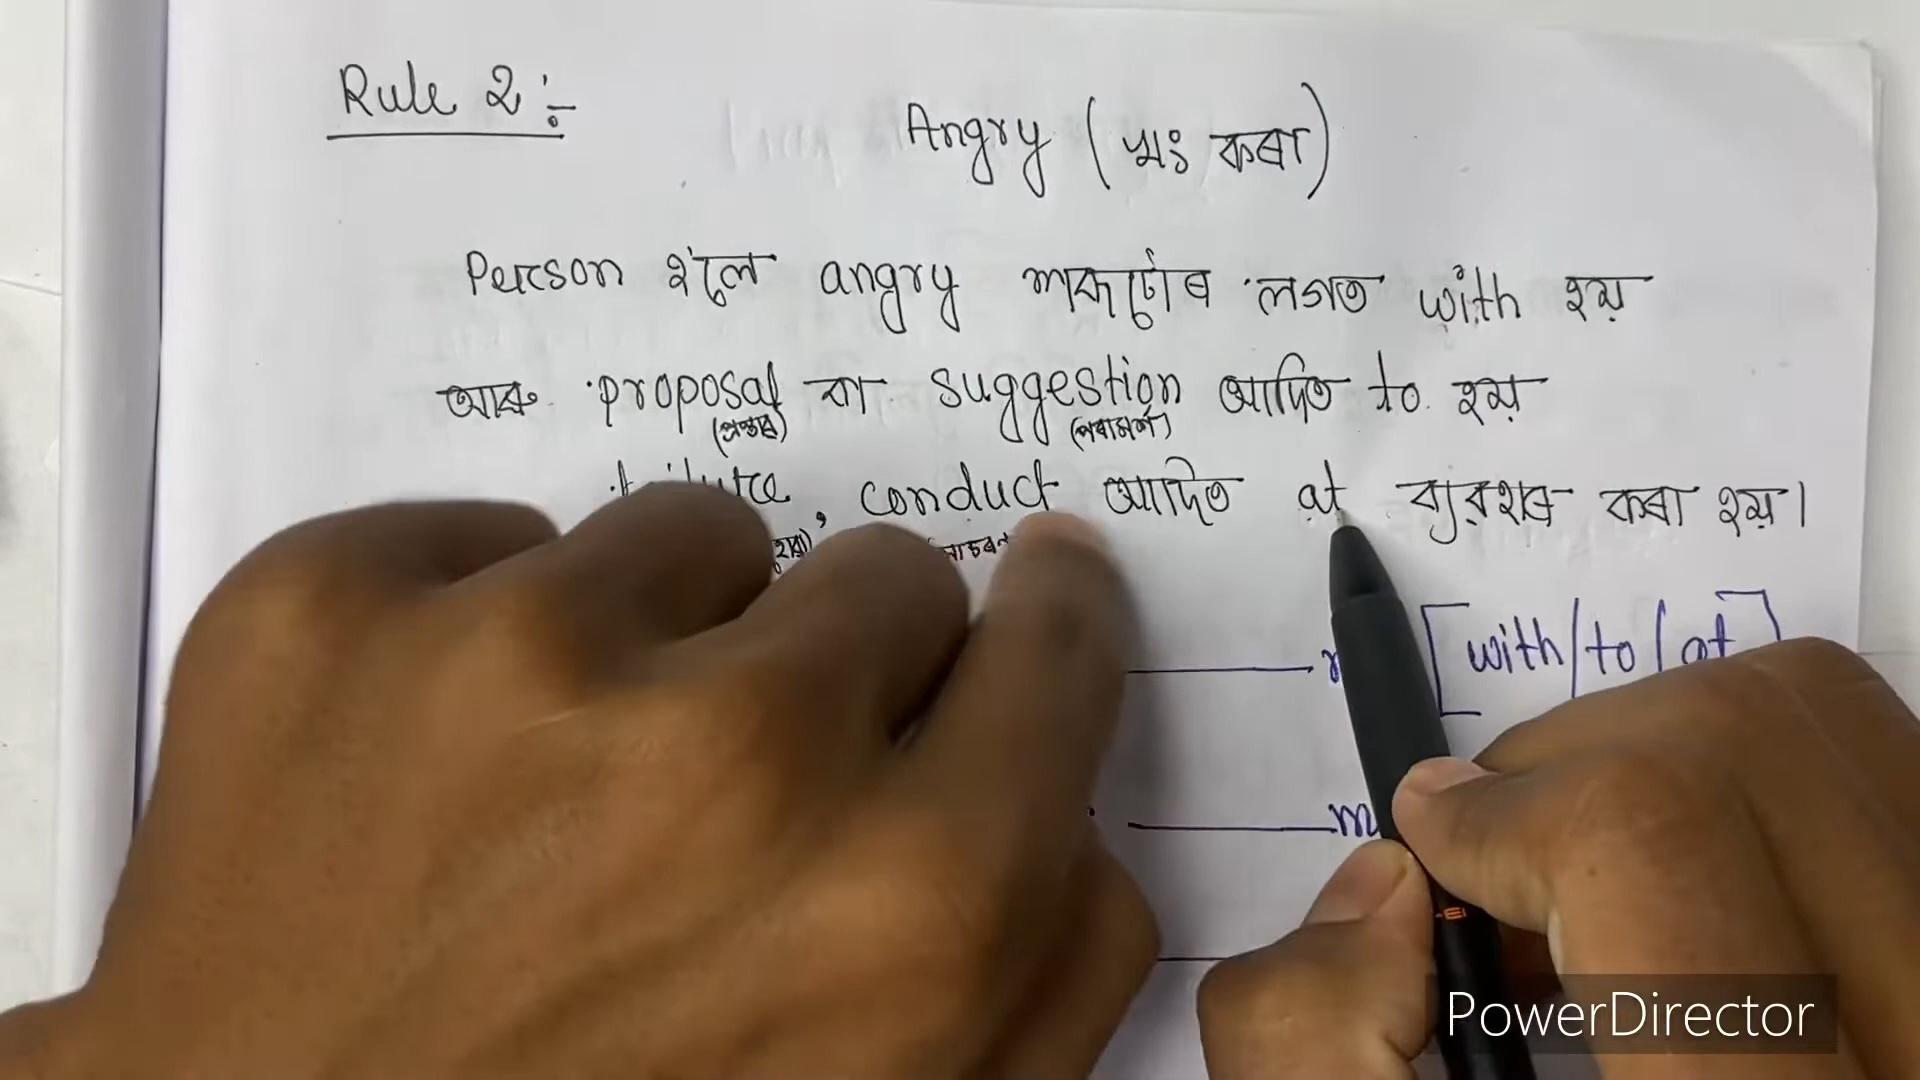 Rule 2:-
Angry (খং কৰা)
Person হ'লে angry শব্দটোৰ লগত with হয়
আৰু proposal বা suggestion আদিত to হয়
(প্ৰস্তাৱ) (পৰামৰ্শ)
conduct আদিত at ব্যৱহাৰ কৰা হয়।
[with/to/at]
PowerDirector